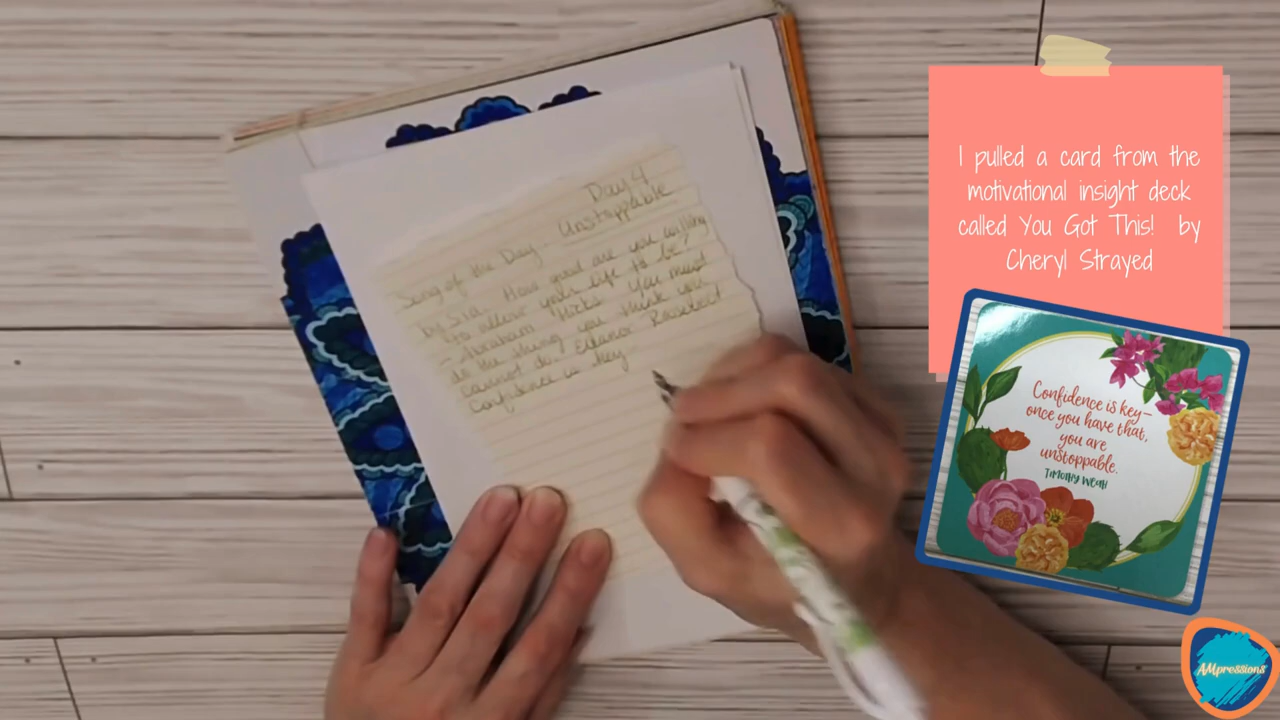 Day 4
Song of the Day - Unstoppable
by Sia. How good are you willing
to allow your life to be?
- Abraham Hicks You must
do the thing you think you
cannot do. Eleanor
Confidence is key
I pulled a card from the
motivational insight deck
called You Got This! by
Cheryl Strayed
Confidence is key—
once you have that,
you are
unstoppable.
TIMOTHY WEAH
AMpressions